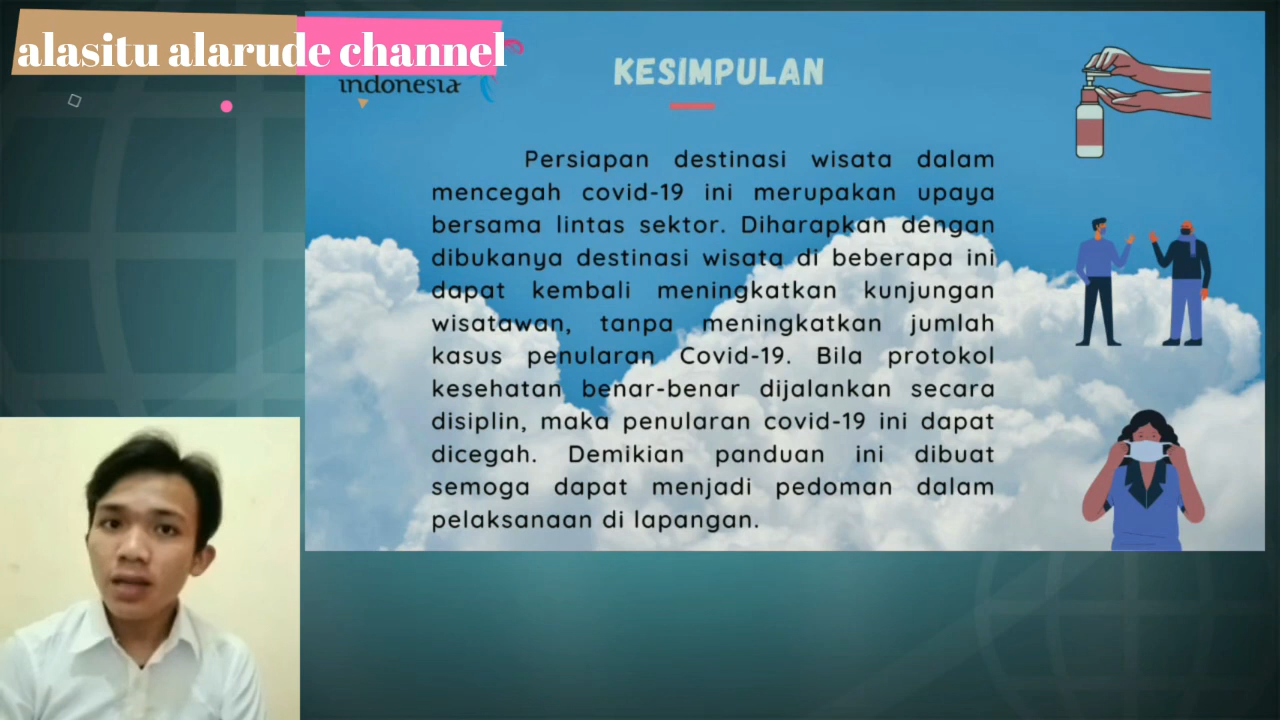 alasitu alarude channel
indonesia
KESIMPULAN
Persiapan destinasi wisata dalam
mencegah covid-19 ini merupakan upaya
bersama lintas sektor. Diharapkan dengan
dibukanya destinasi wisata di beberapa ini
dapat kembali meningkatkan kunjungan
wisatawan, tanpa meningkatkan jumlah
kasus penularan Covid-19. Bila protokol
kesehatan benar-benar dijalankan secara
disiplin, maka penularan covid-19 ini dapat
dicegah. Demikian panduan ini dibuat
semoga dapat menjadi pedoman dalam
pelaksanaan di lapangan.